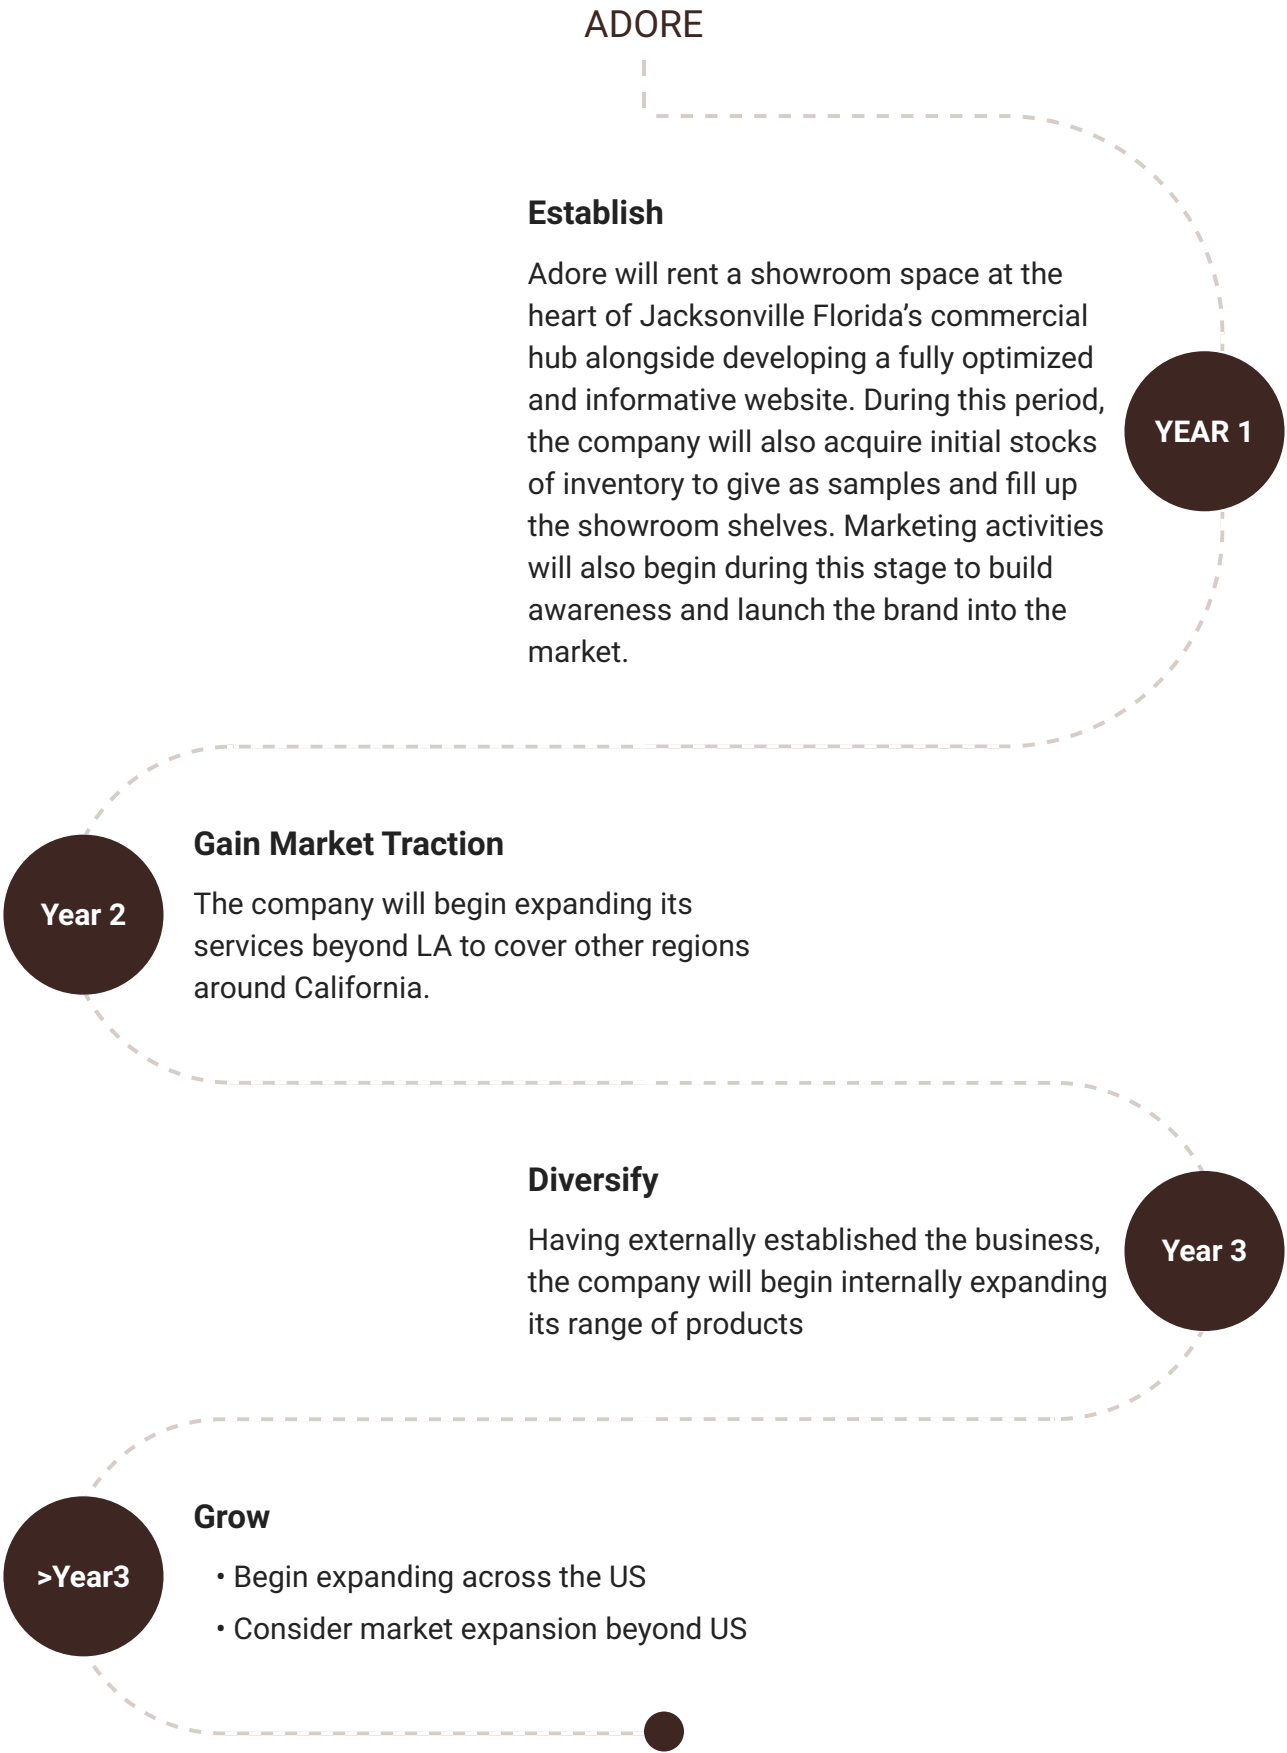 ADORE
Establish
Adore will rent a showroom space at the
heart of Jacksonville Florida’s commercial
hub alongside developing a fully optimized
and informative website. During this period,
the company will also acquire initial stocks
of inventory to give as samples and fill up
the showroom shelves. Marketing activities
will also begin during this stage to build
awareness and launch the brand into the
market.
YEAR 1
Year 2
Gain Market Traction
The company will begin expanding its
services beyond LA to cover other regions
around California.
Diversify
Having externally established the business,
the company will begin internally expanding
its range of products
Year 3
>Year3
Grow
• Begin expanding across the US
• Consider market expansion beyond US